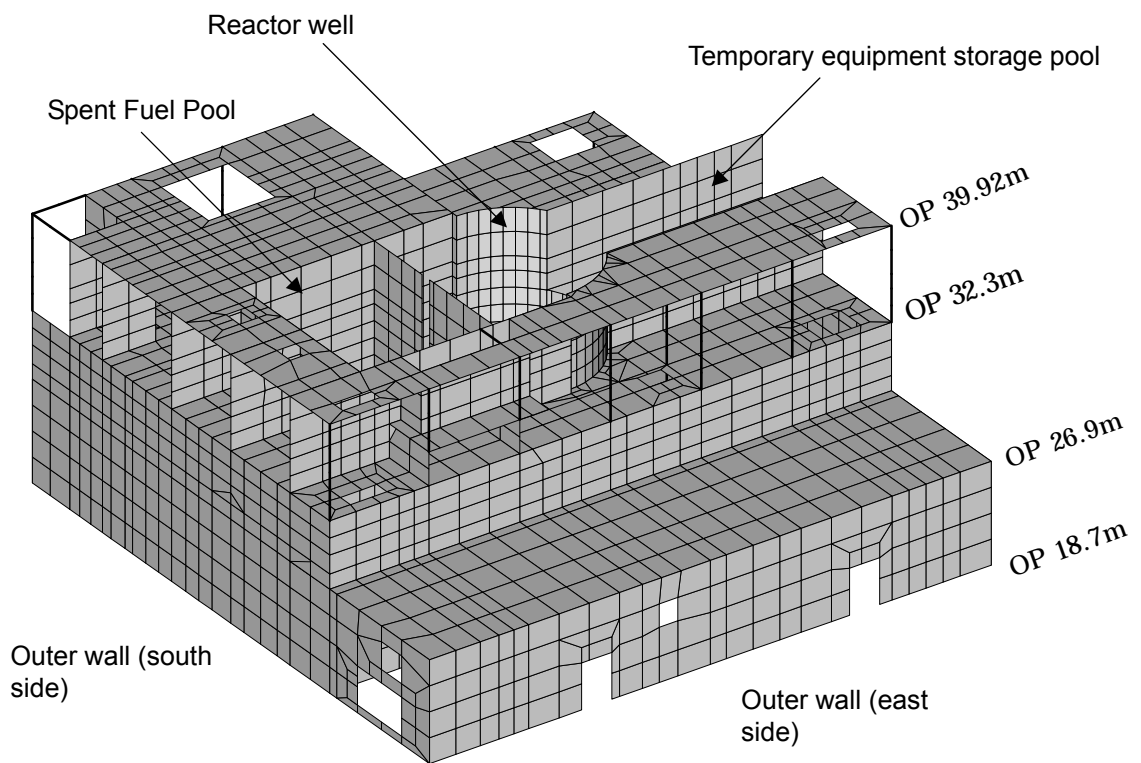 Reactor well
Temporary equipment storage pool
Spent Fuel Pool
OP 39.92m
OP 32.3m
OP 26.9m
OP 18.7m
Outer wall (south
side)
Outer wall (east
side)